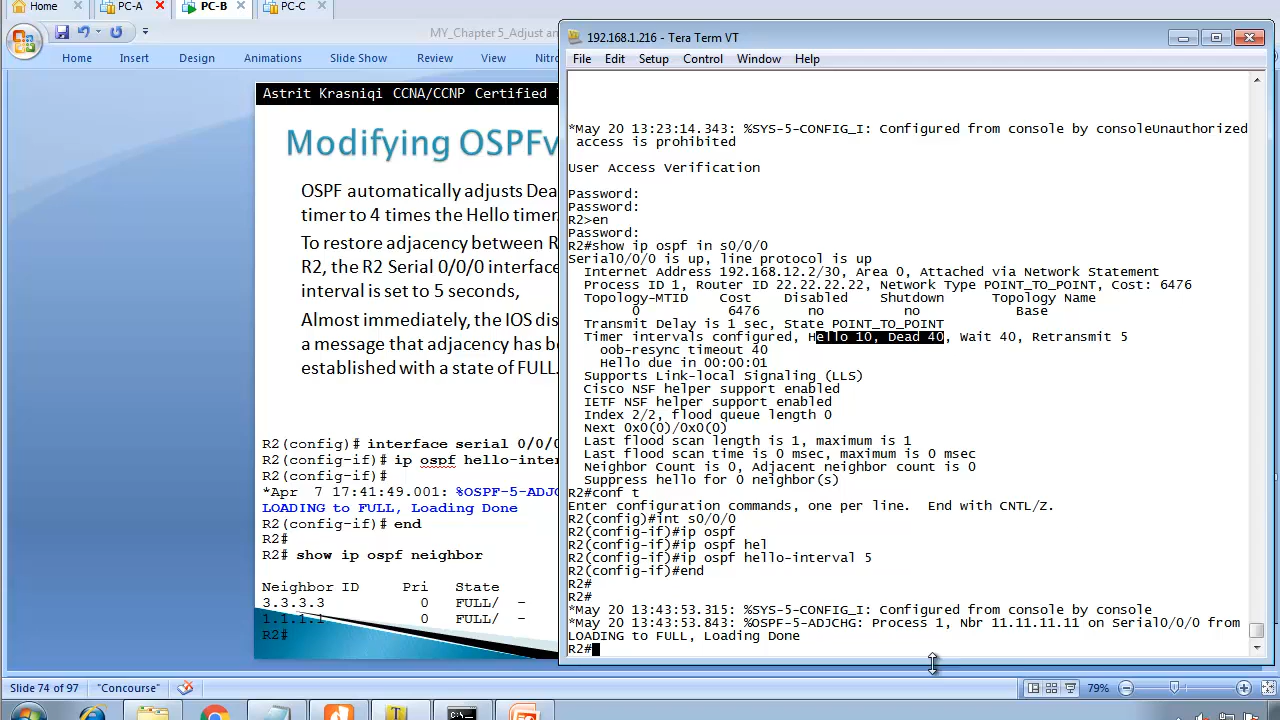 Home PC-A PC-B PC-C
MY_Chapter 5_Adjust an
Home Insert Design Animations Slide Show Review View Nitro
Astrit Krasniqi CCNA/CCNP Certified
Modifying OSPFv
OSPF automatically adjusts Dea
timer to 4 times the Hello timer
To restore adjacency between R
R2, the R2 Serial 0/0/0 interface
interval is set to 5 seconds,
Almost immediately, the IOS dis
a message that adjacency has be
established with a state of FULL.
R2(config)# interface serial 0/0/0
R2(config-if)# ip ospf hello-inter
R2(config-if)#
*Apr  7 17:41:49.001: %OSPF-5-ADJC
LOADING to FULL, Loading Done
R2(config-if)# end
R2#
R2# show ip ospf neighbor
Neighbor ID Pri State
3.3.3.3 0 FULL/ -
1.1.1.1 0 FULL/ -
R2#
192.168.1.216 - Tera Term VT
File Edit Setup Control Window Help
*May 20 13:23:14.343: %SYS-5-CONFIG_I: Configured from console by consoleUnauthorized
access is prohibited
User Access Verification
Password:
Password:
R2>en
Password:
R2#show ip ospf in s0/0/0
Serial0/0/0 is up, line protocol is up
Internet Address 192.168.12.2/30, Area 0, Attached via Network Statement
Process ID 1, Router ID 22.22.22.22, Network Type POINT_TO_POINT, Cost: 6476
Topology-MTID Cost Disabled Shutdown Topology Name
0 6476 no no Base
Transmit Delay is 1 sec, State POINT_TO_POINT
Timer intervals configured, Hello 10, Dead 40, Wait 40, Retransmit 5
oob-resync timeout 40
Hello due in 00:00:01
Supports Link-local Signaling (LLS)
Cisco NSF helper support enabled
IETF NSF helper support enabled
Index 2/2, flood queue length 0
Next 0x0(0)/0x0(0)
Last flood scan length is 1, maximum is 1
Last flood scan time is 0 msec, maximum is 0 msec
Neighbor Count is 0, Adjacent neighbor count is 0
Suppress hello for 0 neighbor(s)
R2#conf t
Enter configuration commands, one per line.  End with CNTL/Z.
R2(config)#int s0/0/0
R2(config-if)#ip ospf
R2(config-if)#ip ospf hel
R2(config-if)#ip ospf hello-interval 5
R2(config-if)#end
R2#
R2#
*May 20 13:43:53.315: %SYS-5-CONFIG_I: Configured from console by console
*May 20 13:43:53.843: %OSPF-5-ADJCHG: Process 1, Nbr 11.11.11.11 on Serial0/0/0 from
LOADING to FULL, Loading Done
R2#
Slide 74 of 97 "Concourse" 79%